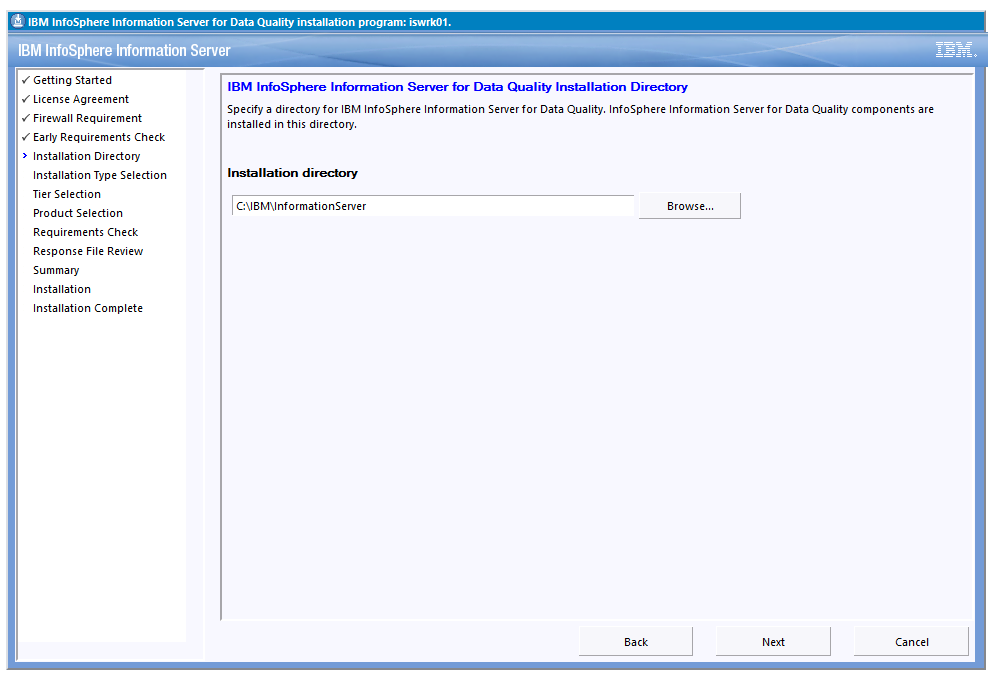 IBM InfoSphere Information Server for Data Quality installation program: iswrk01.
IBM InfoSphere Information Server
IBM.
✓ Getting Started
✓ License Agreement
✓ Firewall Requirement
✓ Early Requirements Check
> Installation Directory
Installation Type Selection
Tier Selection
Product Selection
Requirements Check
Response File Review
Summary
Installation
Installation Complete
IBM InfoSphere Information Server for Data Quality Installation Directory
Specify a directory for IBM InfoSphere Information Server for Data Quality. InfoSphere Information Server for Data Quality components are
installed in this directory.
Installation directory
C:\IBM\InformationServer
Browse...
Back
Next
Cancel